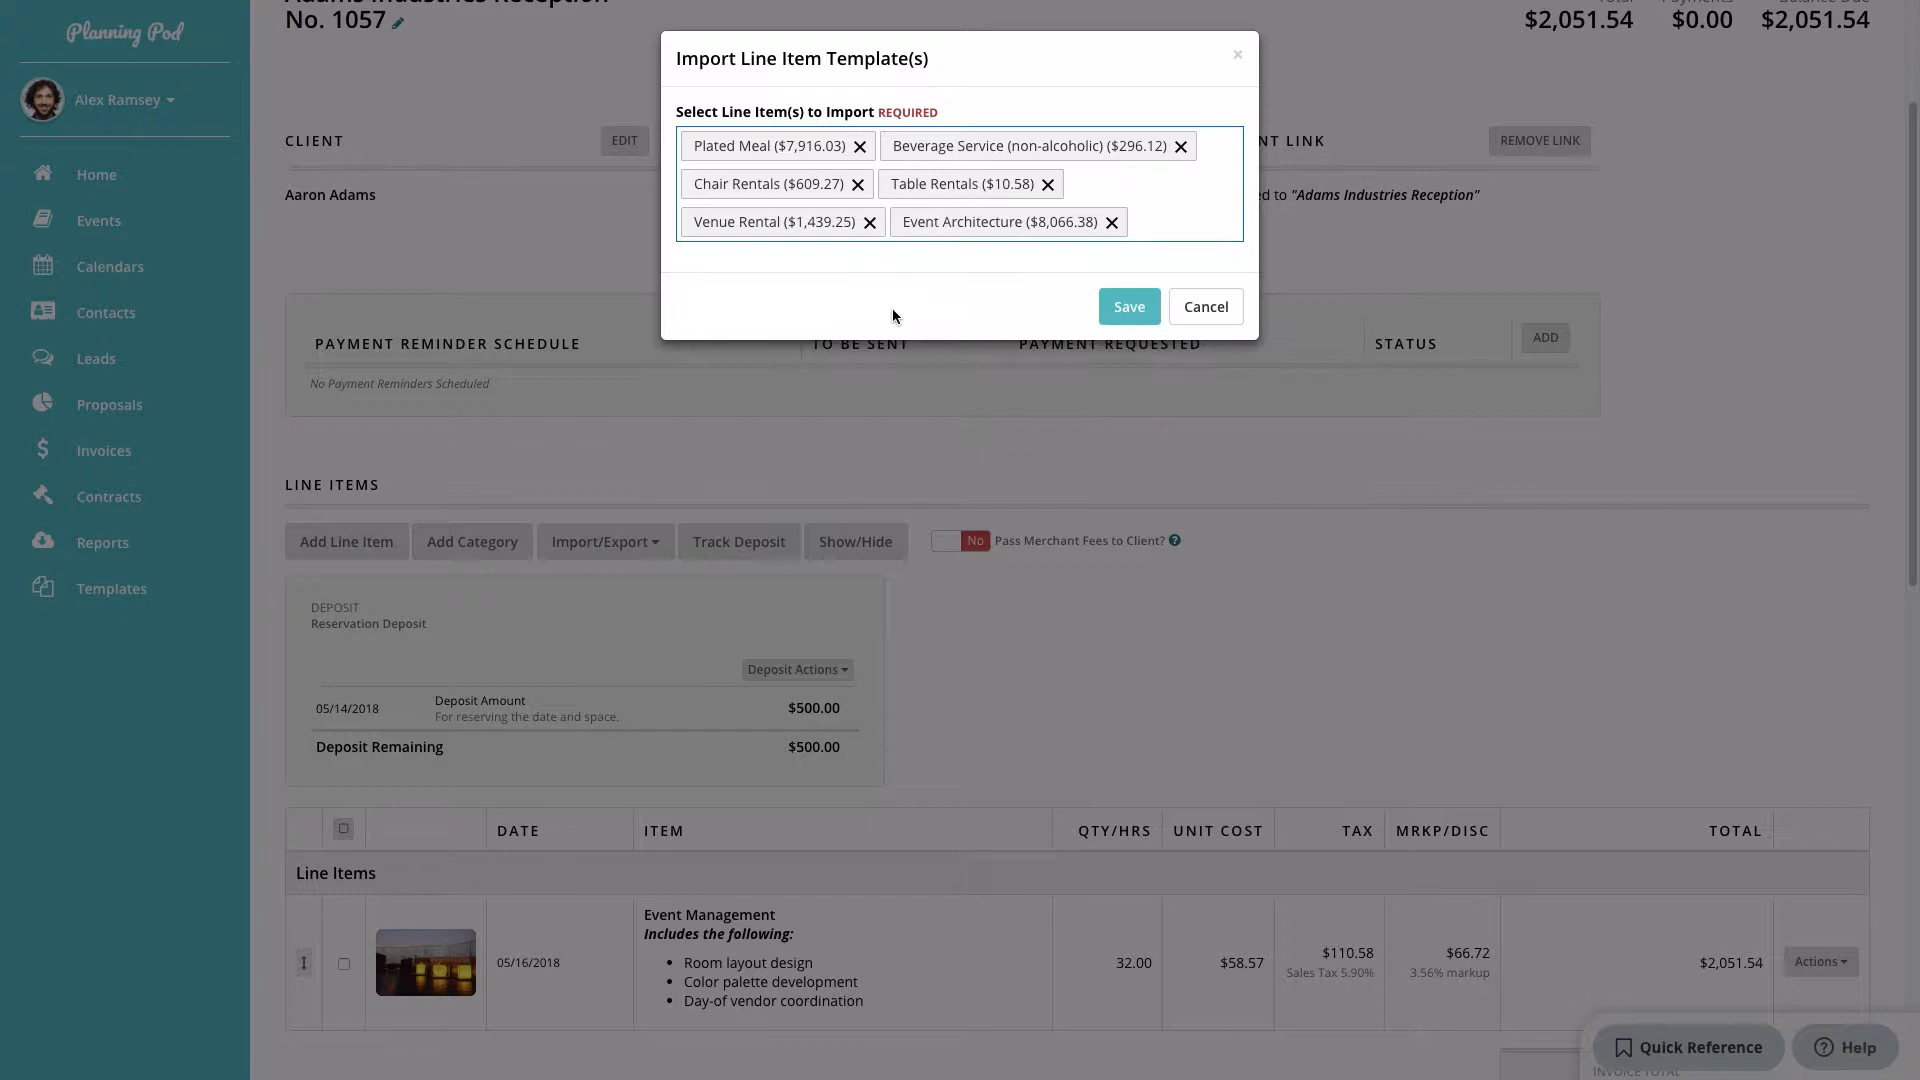 Planning Pod
Alex Ramsey
Home
Events
Calendars
Contacts
Leads
Proposals
Invoices
Contracts
Reports
Templates
Adams Industries Reception
No. 1057
Total
Payments
Balance Due
$2,051.54
$0.00
$2,051.54
Import Line Item Template(s)
×
Select Line Item(s) to Import REQUIRED
Plated Meal ($7,916.03)
Beverage Service (non-alcoholic) ($296.12)
Chair Rentals ($609.27)
Table Rentals ($10.58)
Venue Rental ($1,439.25)
Event Architecture ($8,066.38)
Save
Cancel
CLIENT
EDIT
NT LINK
REMOVE LINK
Aaron Adams
ed to "Adams Industries Reception"
PAYMENT REMINDER SCHEDULE
TO BE SENT
PAYMENT REQUESTED
STATUS
ADD
No Payment Reminders Scheduled
LINE ITEMS
Add Line Item
Add Category
Import/Export
Track Deposit
Show/Hide
No
Pass Merchant Fees to Client?
DEPOSIT
Reservation Deposit
Deposit Actions
05/14/2018
Deposit Amount
For reserving the date and space.
$500.00
Deposit Remaining
$500.00
DATE
ITEM
QTY/HRS
UNIT COST
TAX
MRKP/DISC
TOTAL
Line Items
05/16/2018
Event Management
Includes the following:
• Room layout design
• Color palette development
• Day-of vendor coordination
32.00
$58.57
$110.58
Sales Tax 5.90%
$66.72
3.56% markup
$2,051.54
Actions
Quick Reference
Help
INVOICE TOTAL